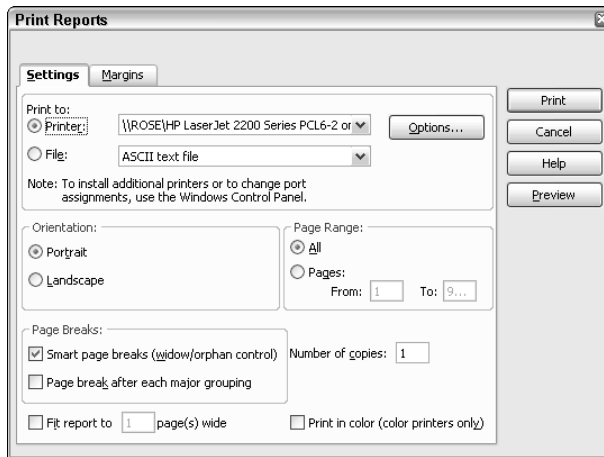 Print Reports
Settings
Margins
Print to:
Printer:
\\ROSE\HP LaserJet 2200 Series PCL6-2 or
Options...
File:
ASCII text file
Note: To install additional printers or to change port
assignments, use the Windows Control Panel.
Print
Cancel
Help
Preview
Orientation:
Portrait
Landscape
Page Range:
All
Pages:
From: 1 To: 9...
Page Breaks:
Smart page breaks (widow/orphan control)
Page break after each major grouping
Number of copies: 1
Fit report to 1 page(s) wide
Print in color (color printers only)